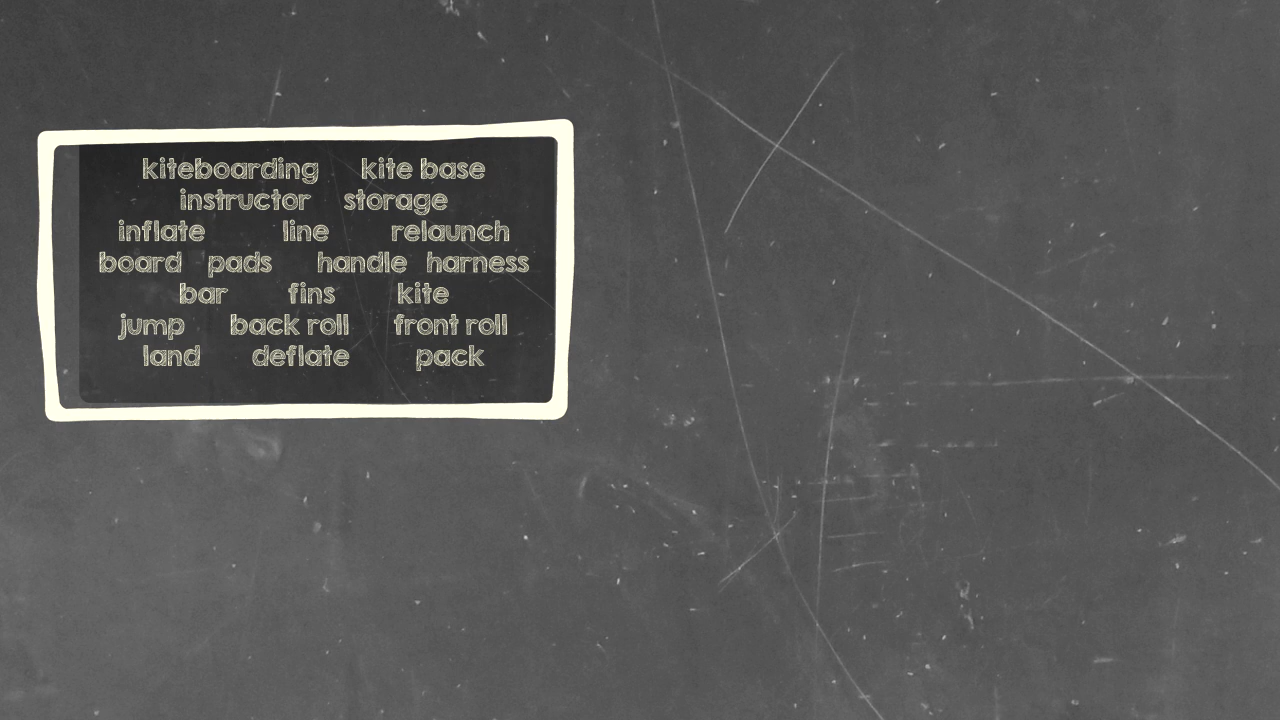 kiteboarding kite base
instructor storage
inflate line relaunch
board pads handle harness
bar fins kite
jump back roll front roll
land deflate pack